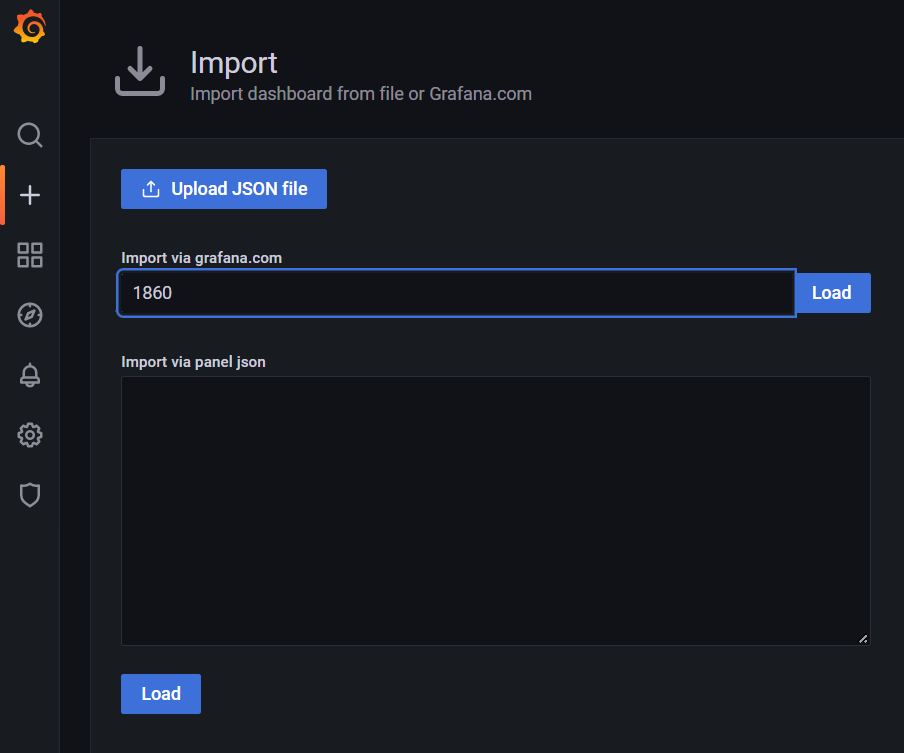 Import
Import dashboard from file or Grafana.com
Upload JSON file
Import via grafana.com
1860
Load
Import via panel json
Load